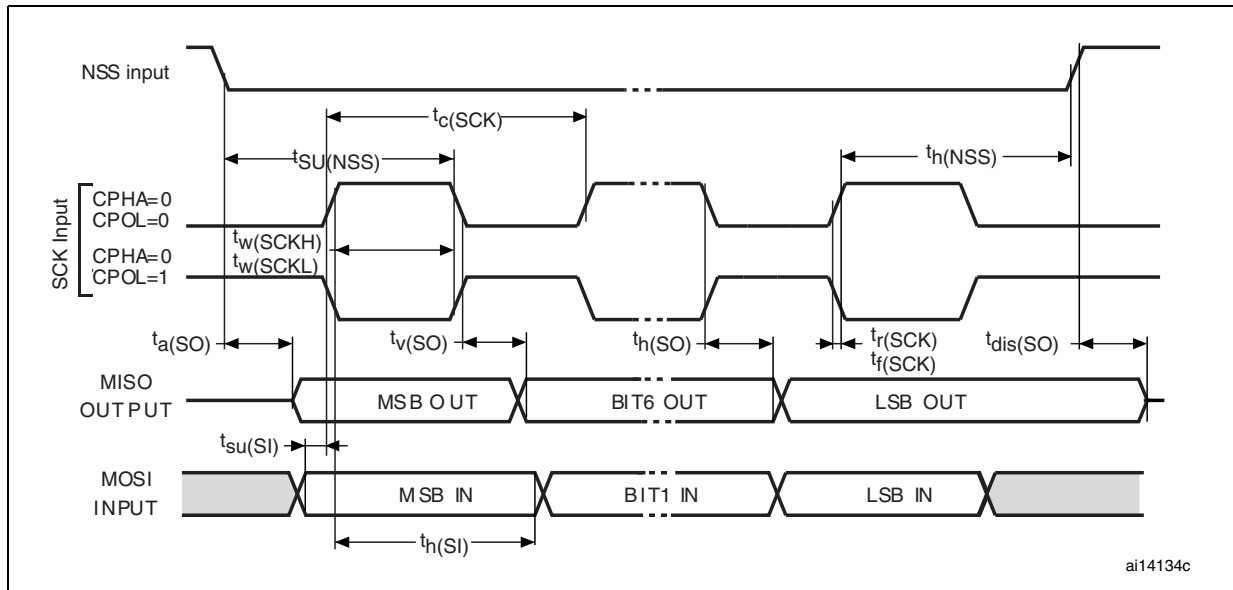 NSS input
tc(SCK)
tSU(NSS)
th(NSS)
SCK Input
CPHA=0
CPOL=0
tw(SCKH)
CPHA=0
tw(SCKL)
CPOL=1
ta(SO)
tv(SO)
th(SO)
tr(SCK)
tf(SCK)
tdis(SO)
MISO
OUTPUT
MSB OUT
BIT6 OUT
LSB OUT
tsu(SI)
MOSI
INPUT
MSB IN
BIT1 IN
LSB IN
th(SI)
ai14134c